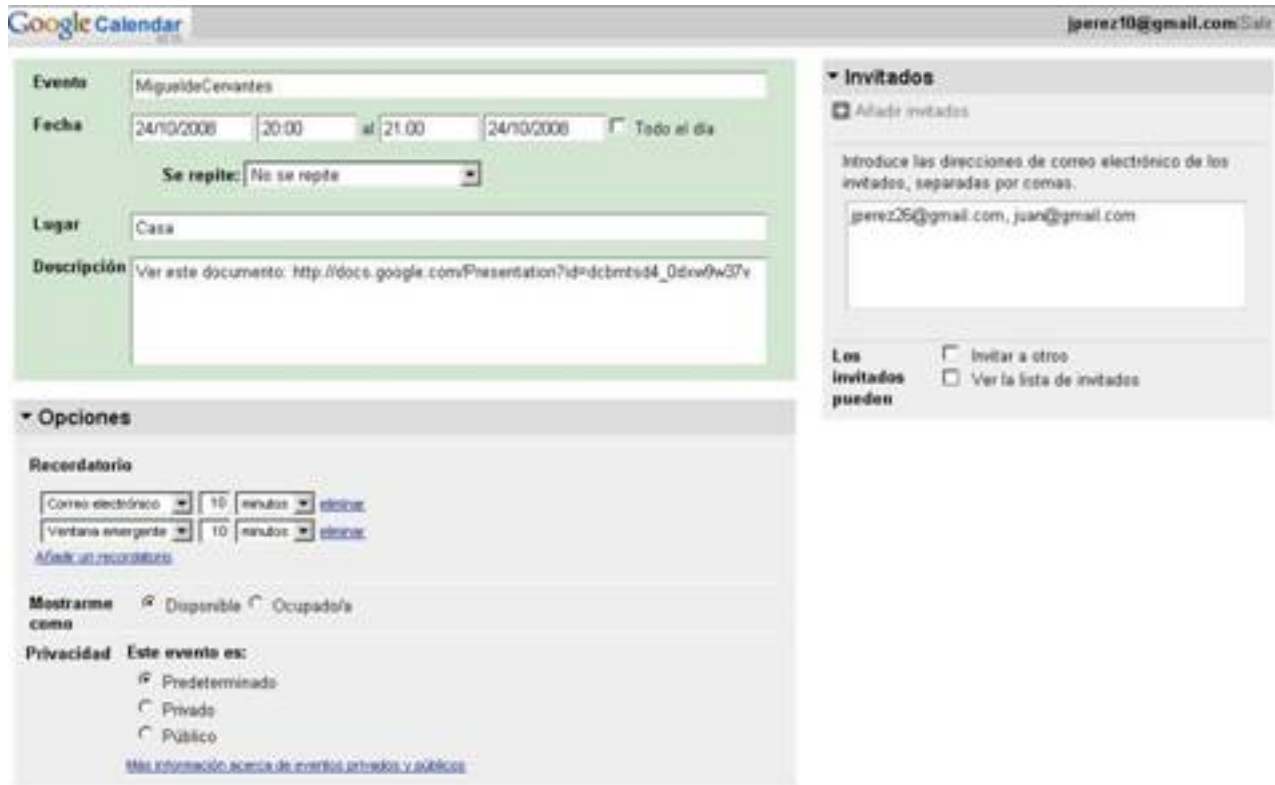 Google Calendar
jperez10@gmail.com|Salir
Evento MigueldeCervantes
Fecha 24/10/2008 20:00 al 21:00 24/10/2008 Todo el día
Se repite: No se repite
Lugar Casa
Descripción Ver este documento: http://docs.google.com/Presentation?id=
Opciones
Recordatorio
Correo electrónico 10 minutos eliminar
Ventana emergente 10 minutos eliminar
Añadir un recordatorio
Mostrarme como Disponible Ocupado/a
Privacidad Este evento es:
Predeterminado
Privado
Público
Más información acerca de eventos privados y públicos
Invitados
Añadir invitados
Introduce las direcciones de correo electrónico de los
invitados, separadas por comas.
jperez26@gmail.com, juan@gmail.com
Los invitados pueden
Invitar a otros
Ver la lista de invitados